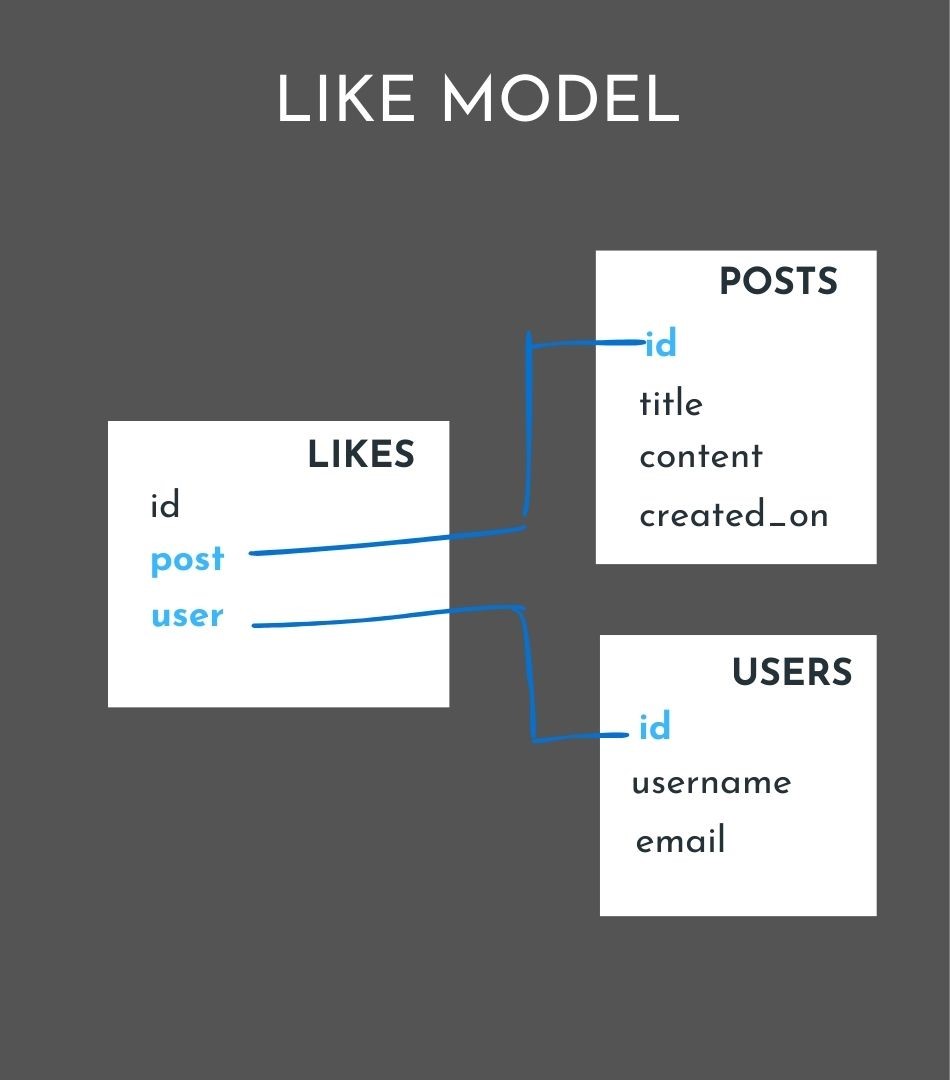 LIKE MODEL
LIKES
id
post
user
POSTS
id
title
content
created_on
USERS
id
username
email